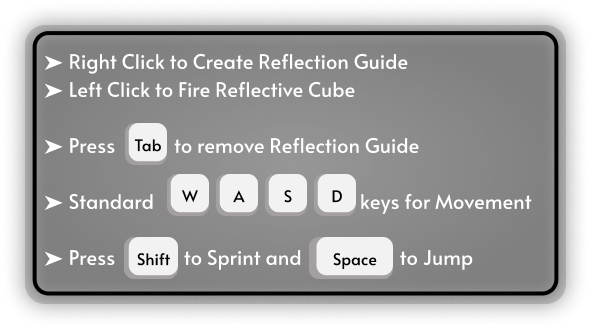 ➤ Right Click to Create Reflection Guide
➤ Left Click to Fire Reflective Cube
➤ Press Tab to remove Reflection Guide
➤ Standard W A S D keys for Movement
➤ Press Shift to Sprint and Space to Jump